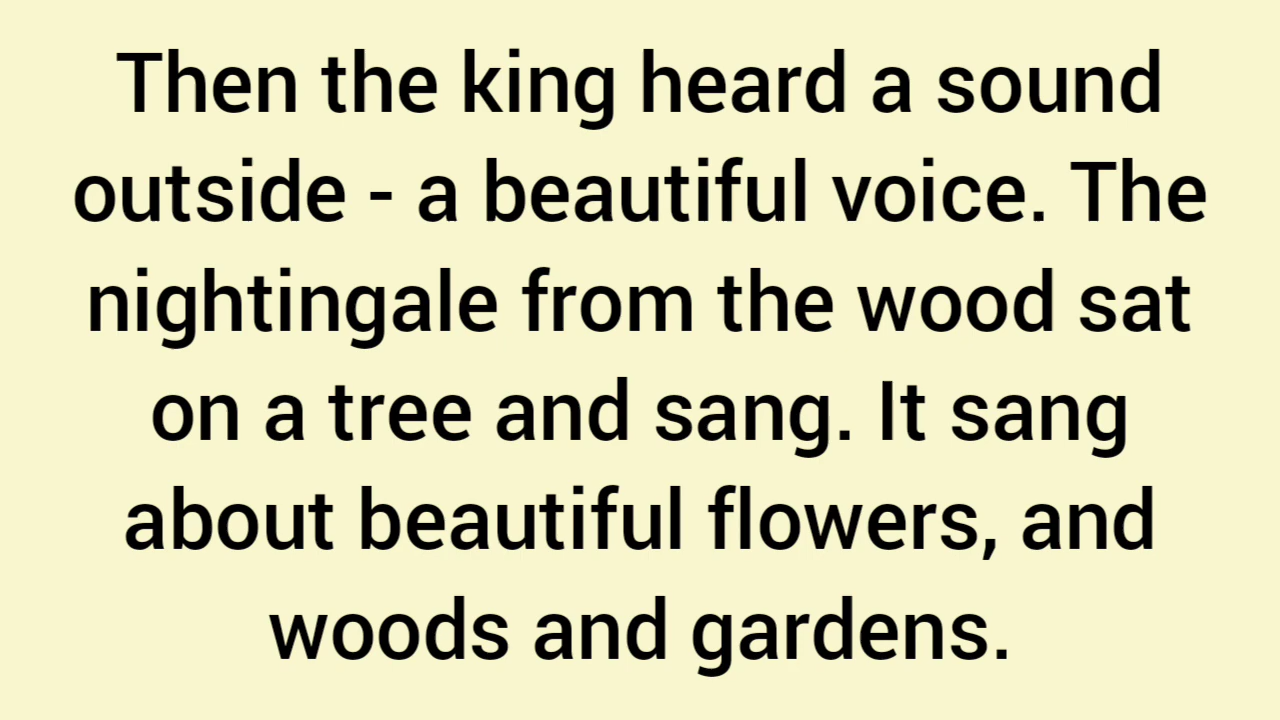 Then the king heard a sound
outside - a beautiful voice. The
nightingale from the wood sat
on a tree and sang. It sang
about beautiful flowers, and
woods and gardens.